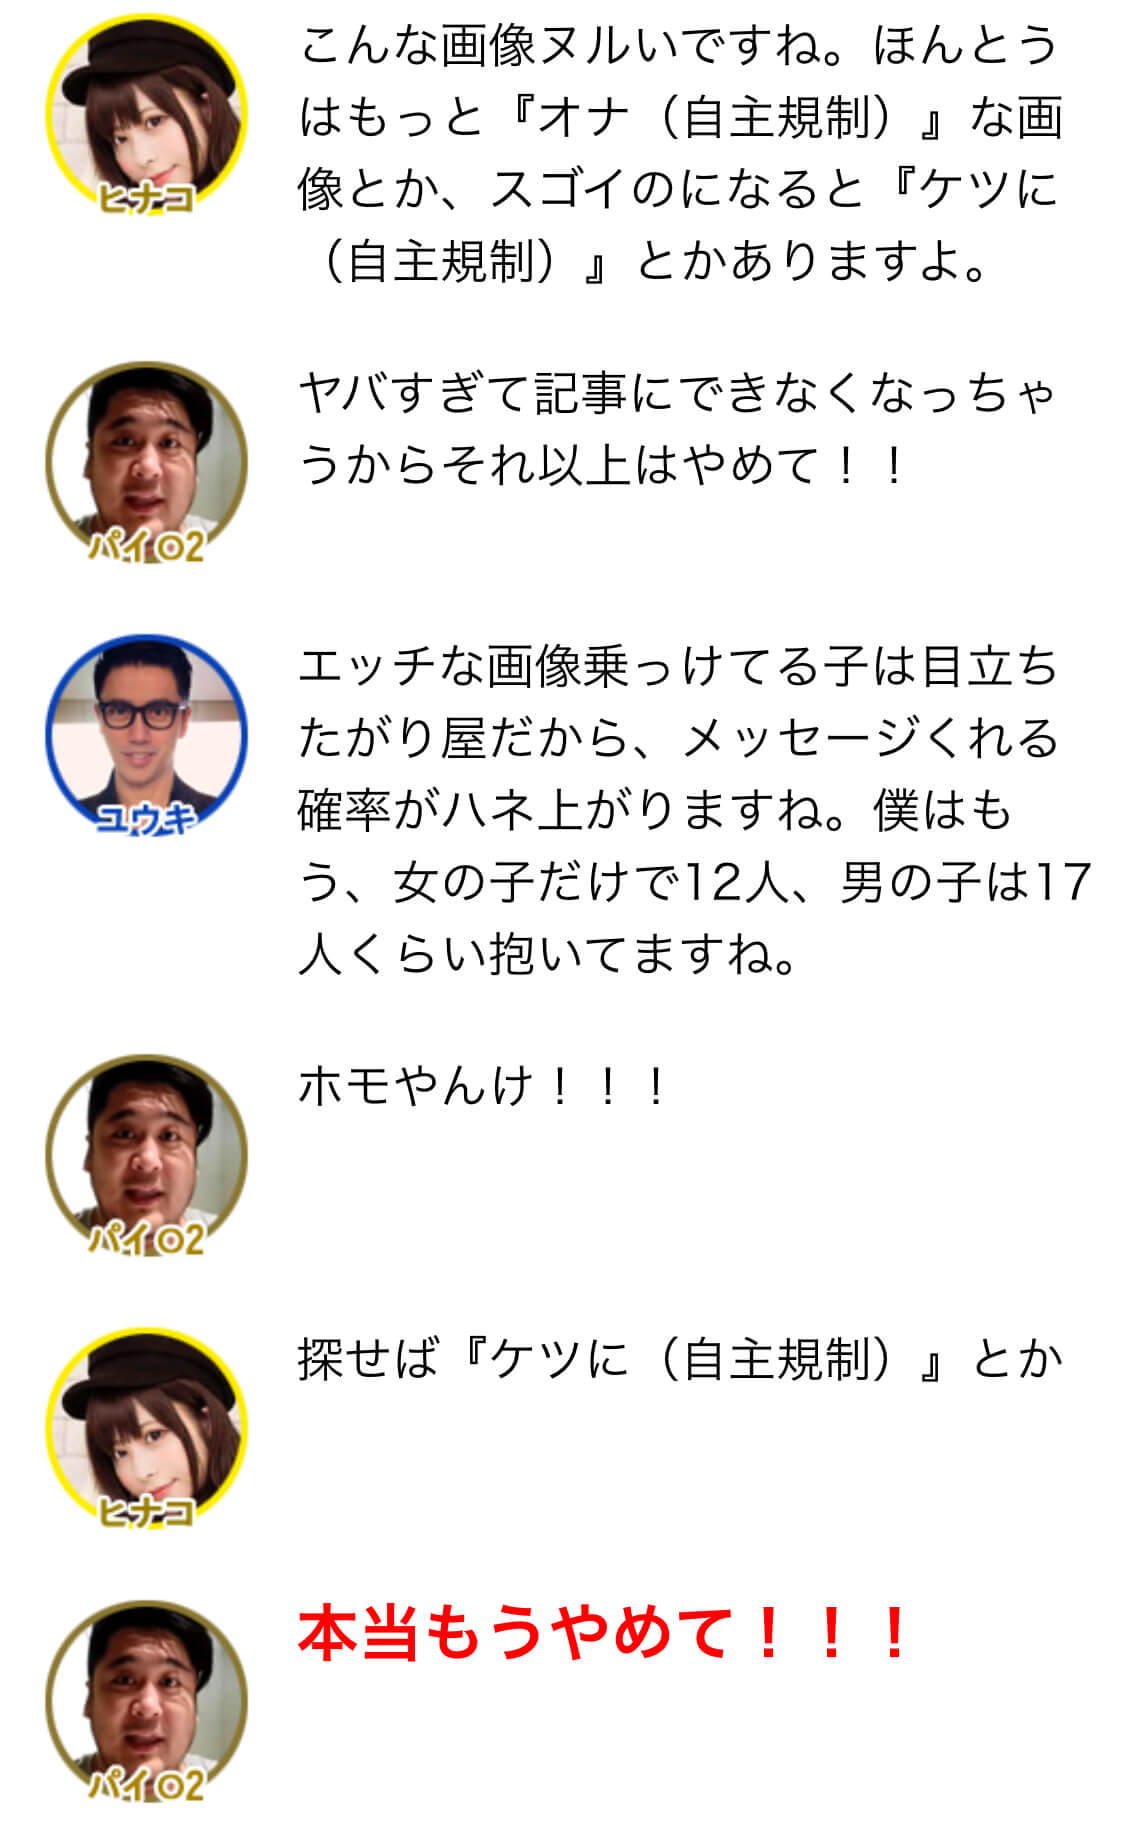 こんな画像ヌルいですね。ほんとう
はもっと『オナ（自主規制）』な画
像とか、スゴイのになると『ケツに
（自主規制）』とかありますよ。
ヒナコ
ヤバすぎて記事にできなくなっちゃ
うからそれ以上はやめて！！
パイ02
エッチな画像乗っけてる子は目立ち
たがり屋だから、メッセージくれる
確率がハネ上がりますね。僕はも
う、女の子だけで12人、男の子は17
人くらい抱いてますね。
ユウキ
ホモやんけ！！！
パイ02
探せば『ケツに（自主規制）』とか
ヒナコ
本当もうやめて！！！
パイ02